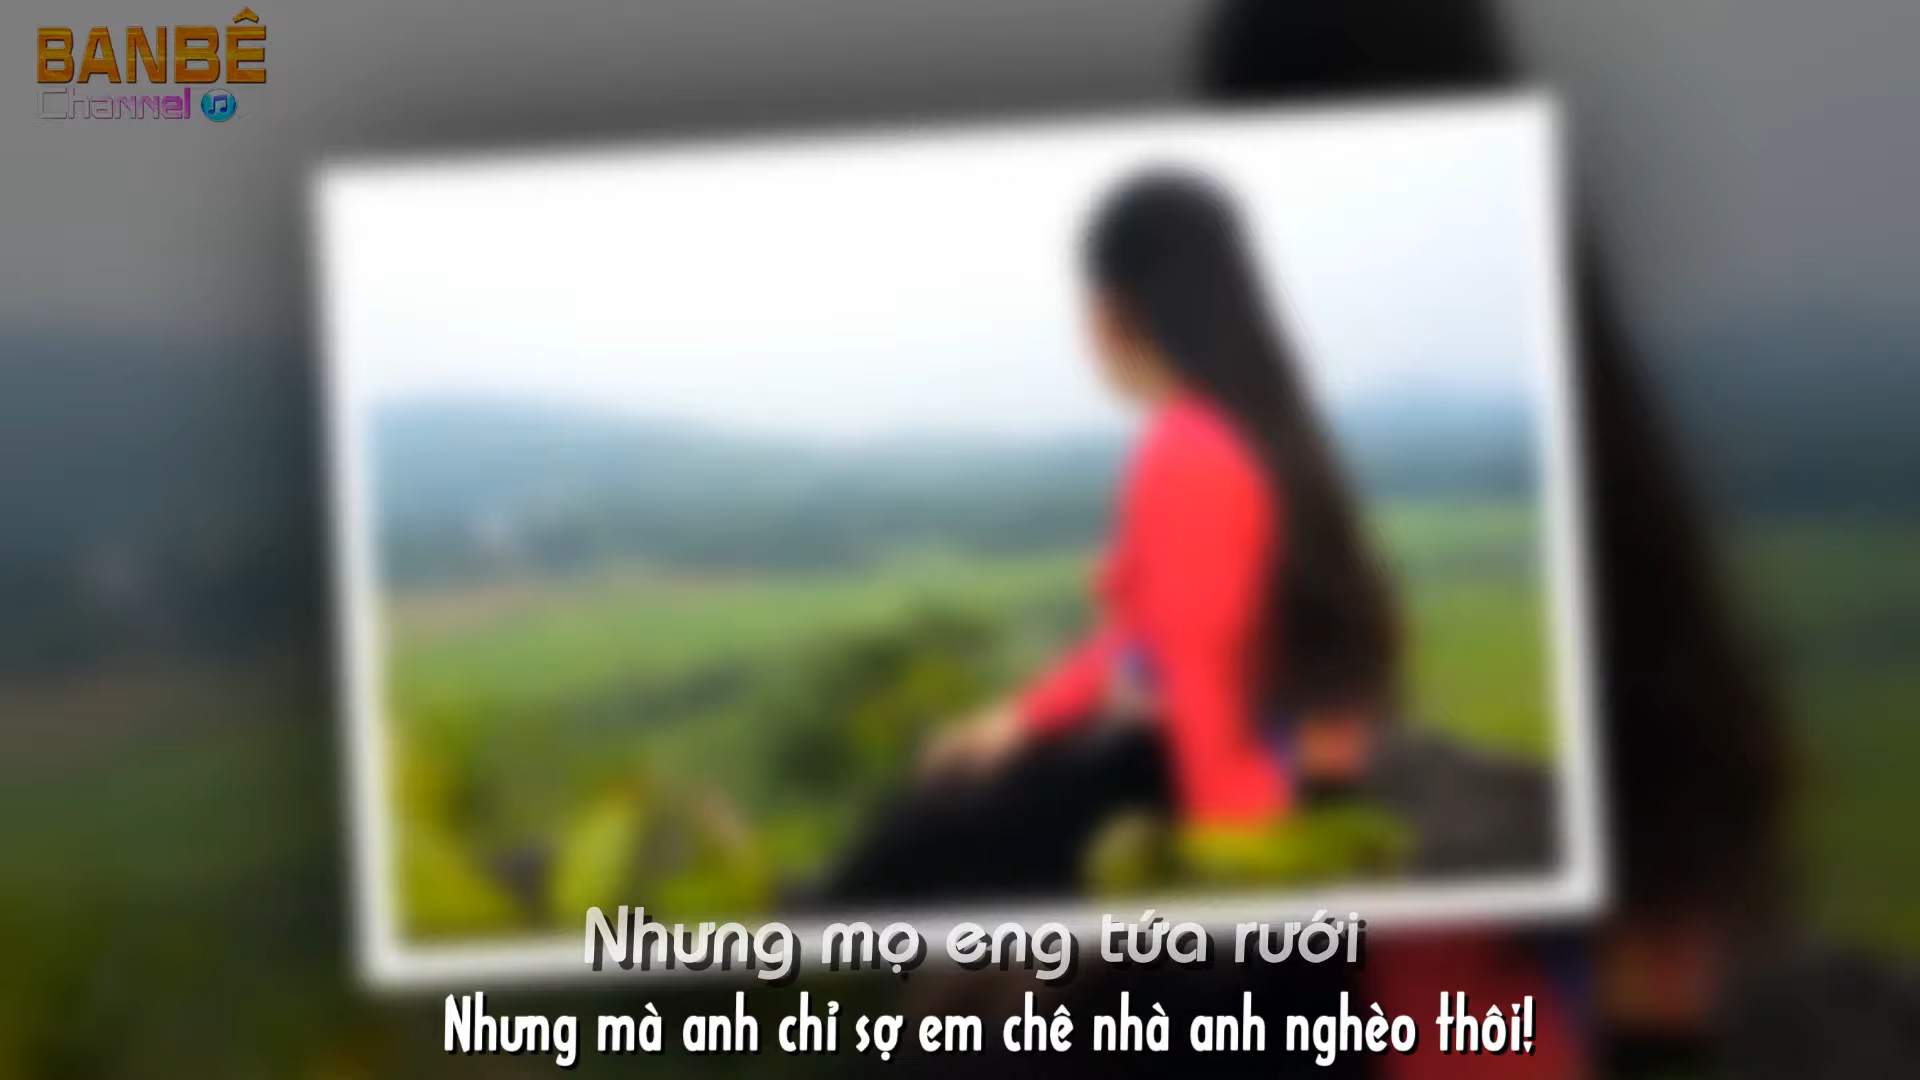 BANBÊ
Channel
Nhưng mọ eng tứa rưới
Nhưng mà anh chỉ sợ em chê nhà anh nghèo thôi!